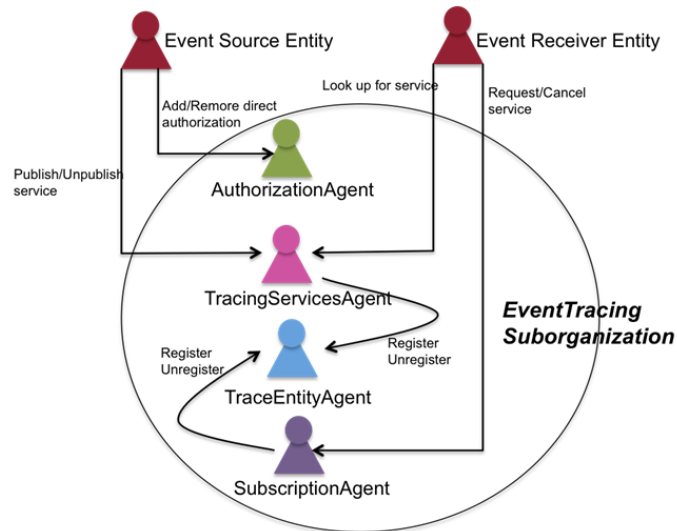 Event Source Entity
Event Receiver Entity
Look up for service
Request/Cancel
service
Add/Remore direct
authorization
Publish/Unpublish
service
AuthorizationAgent
TracingServicesAgent
EventTracing
Suborganization
Register
Unregister
Register
Unregister
TraceEntityAgent
SubscriptionAgent